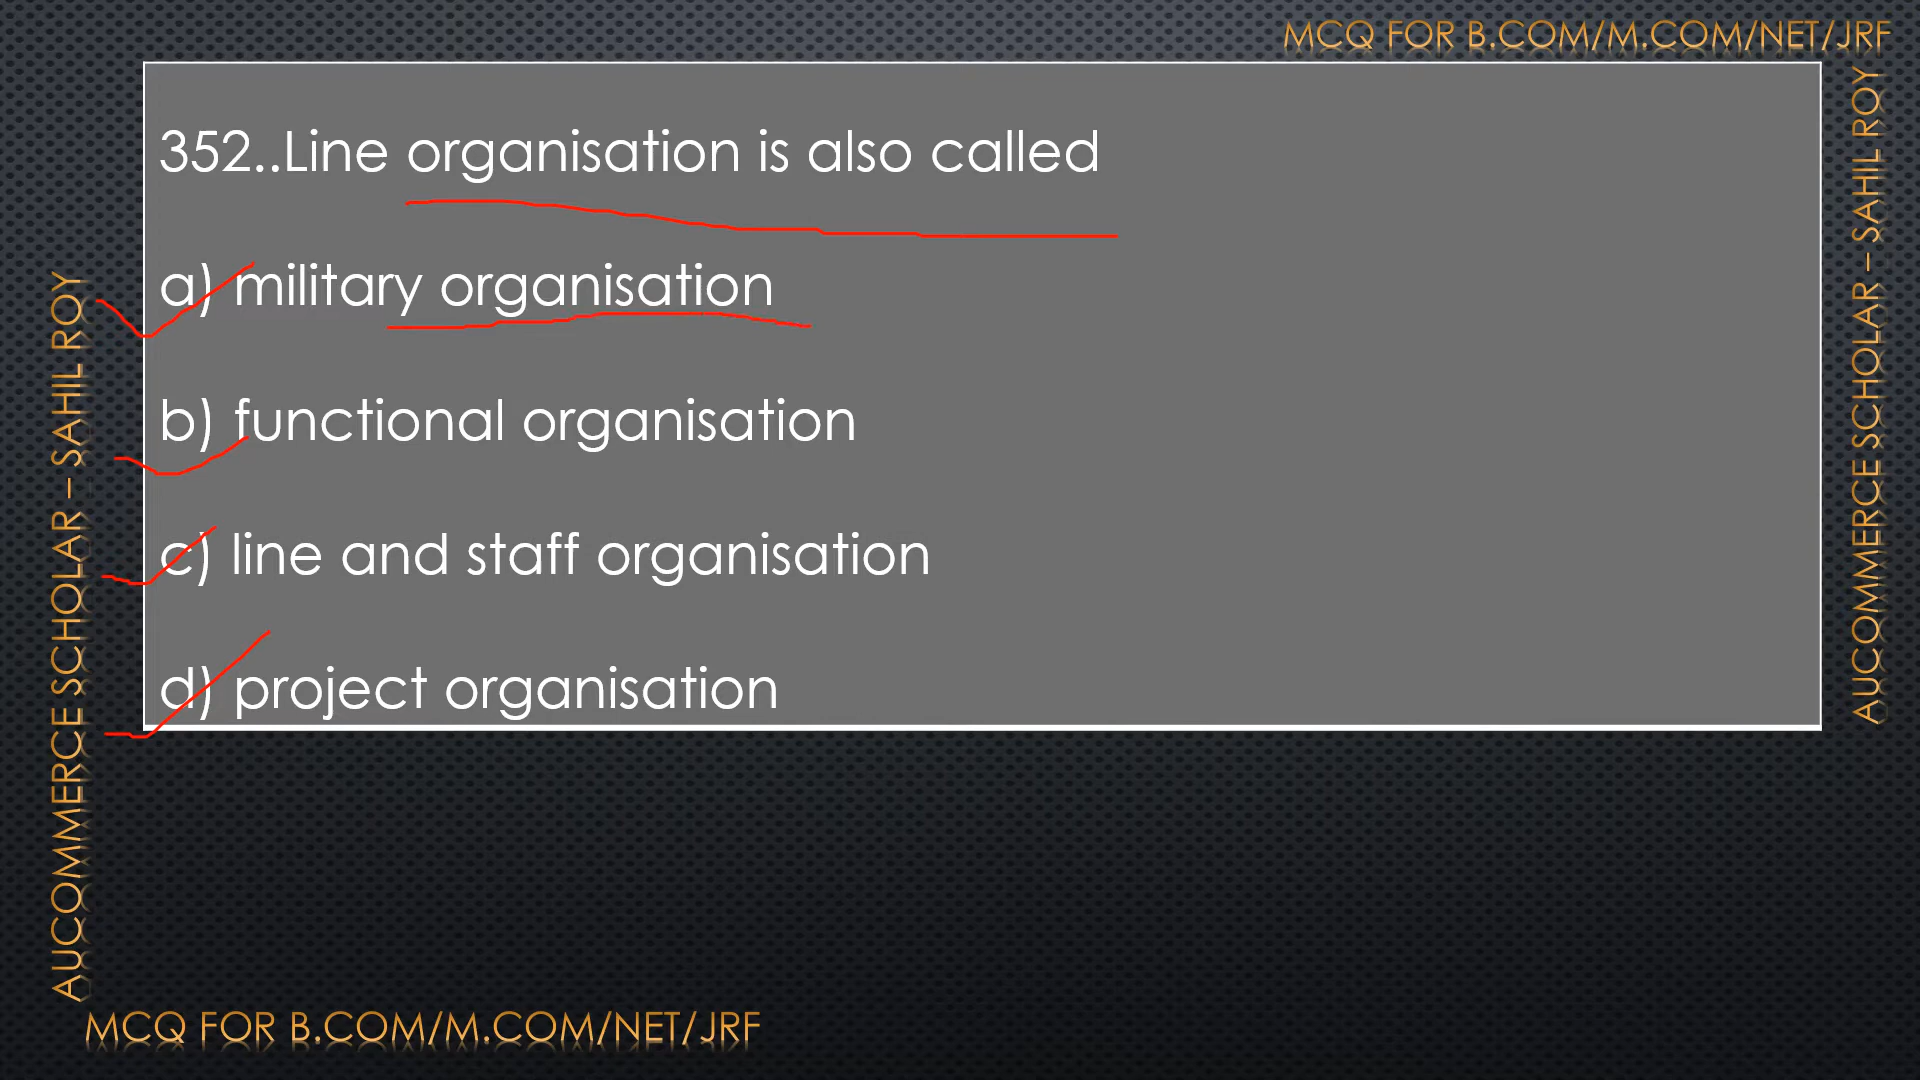 MCQ FOR B.COM/M.COM/NET/JRF
352..Line organisation is also called
a) military organisation
b) functional organisation
c) line and staff organisation
d) project organisation
AUCOMMERCE SCHOLAR – SAHIL ROY
AUCOMMERCE SCHOLAR – SAHIL ROY
MCQ FOR B.COM/M.COM/NET/JRF